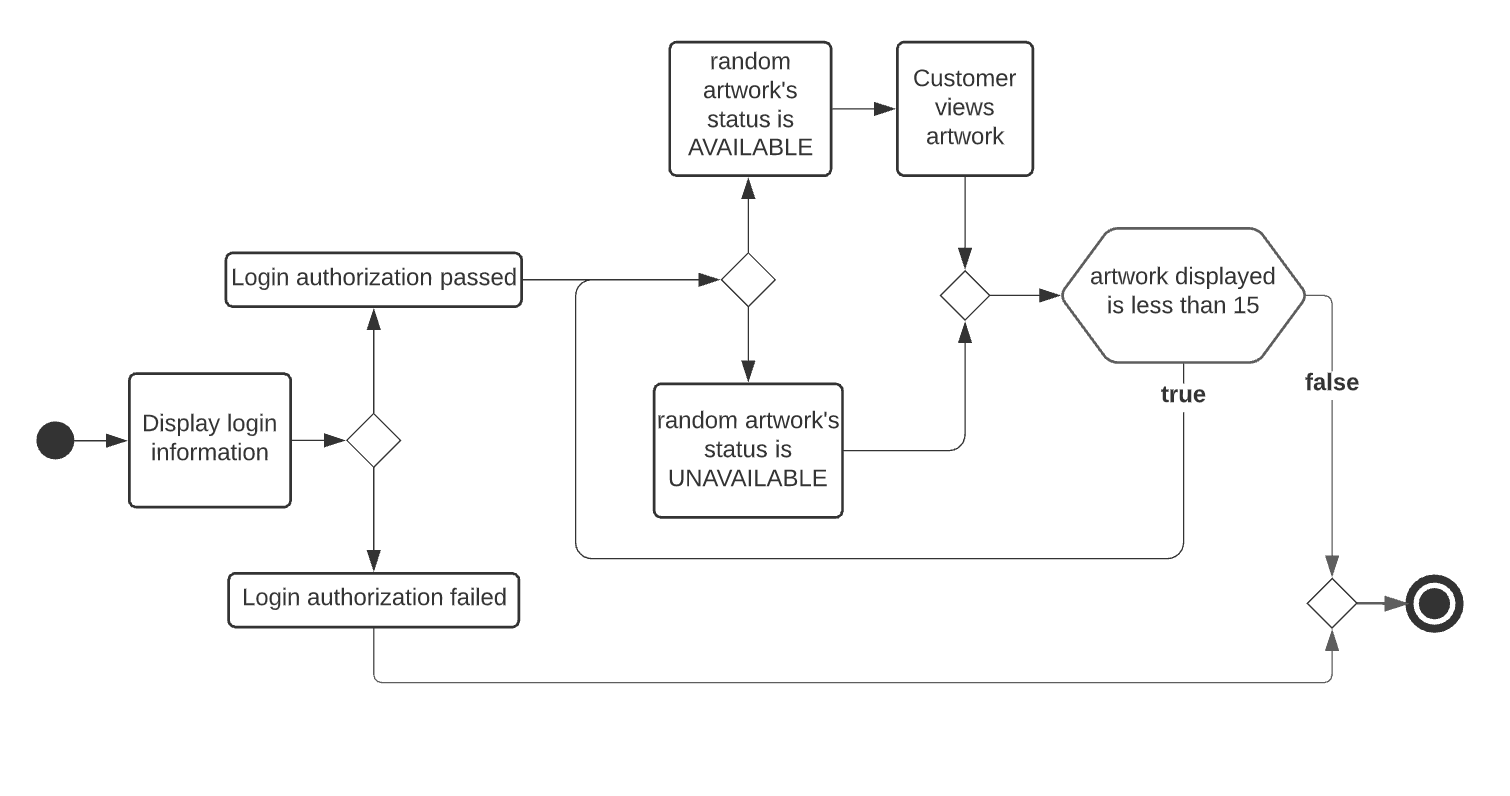 random
artwork's
status is
AVAILABLE
Customer
views
artwork
Login authorization passed
artwork displayed
is less than 15
true
false
Display login
information
random artwork's
status is
UNAVAILABLE
Login authorization failed